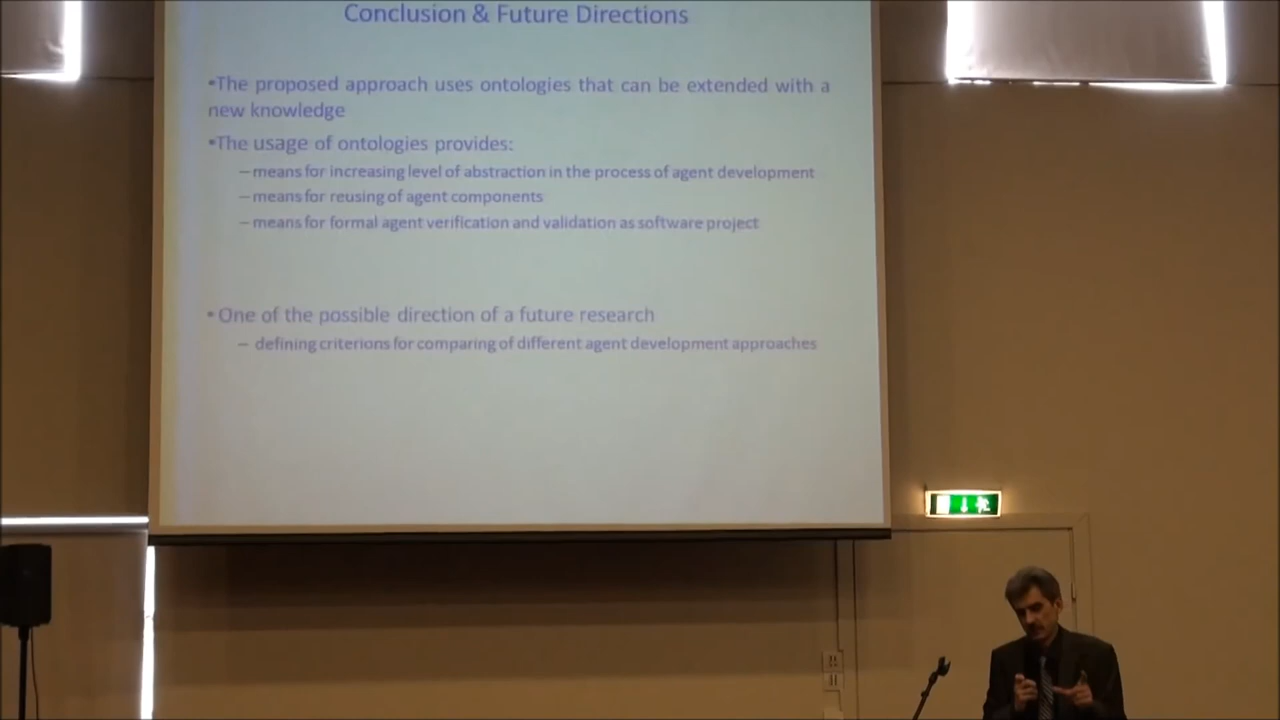 Conclusion & Future Directions
•The proposed approach uses ontologies that can be extended with a
new knowledge
•The usage of ontologies provides:
– means for increasing level of abstraction in the process of agent development
– means for reusing of agent components
– means for formal agent verification and validation as software project
• One of the possible direction of a future research
– defining criterions for comparing of different agent development approaches